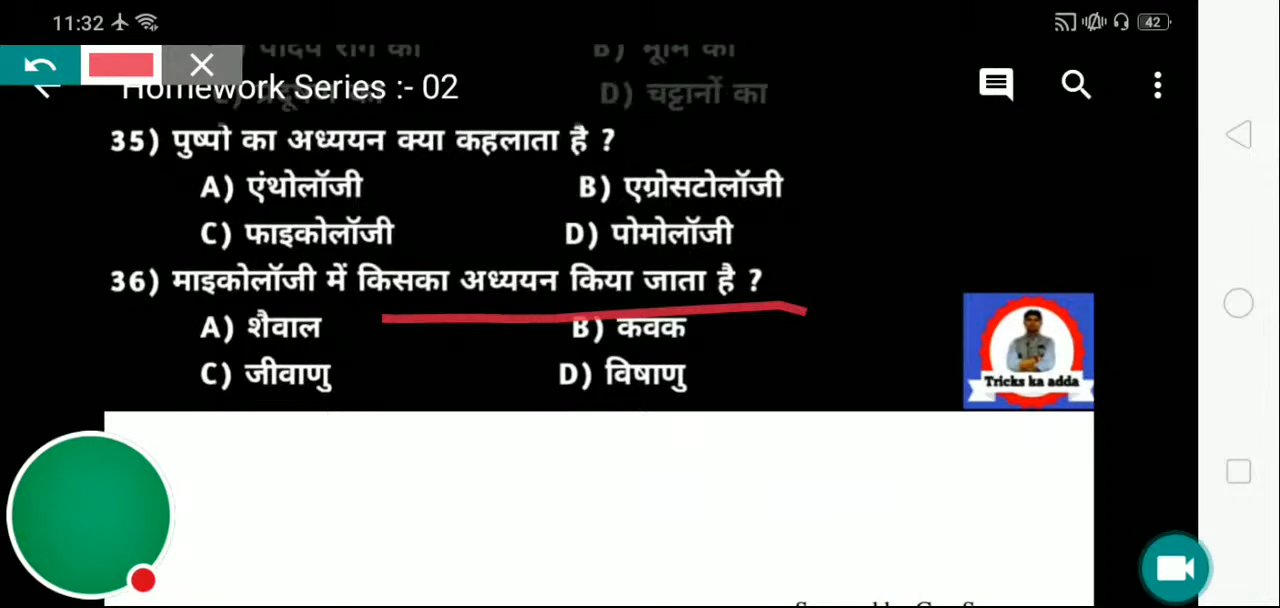 11:32
42
B) भूमि का
Homework Series :- 02
D) चट्टानों का
35) पुष्पो का अध्ययन क्या कहलाता है ?
A) एंथोलॉजी B) एग्रोसटोलॉजी
C) फाइकोलॉजी D) पोमोलॉजी
36) माइकोलॉजी में किसका अध्ययन किया जाता है ?
A) शैवाल B) कवक
C) जीवाणु D) विषाणु
Tricks ka adda